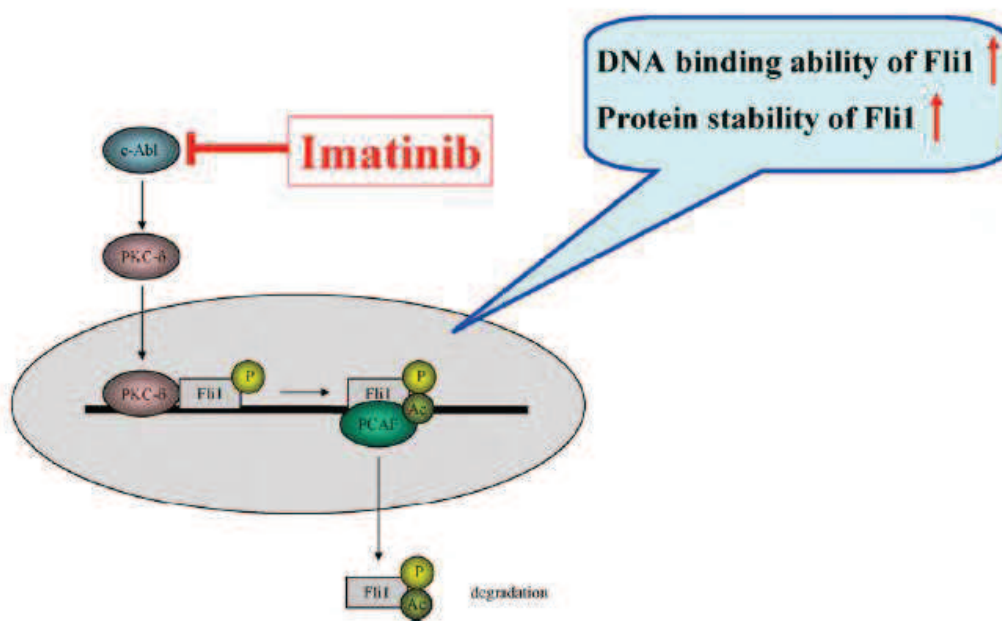 DNA binding ability of Fli1 ↑
Protein stability of Fli1 ↑
c-Abl
Imatinib
PKC-δ
PKC-δ
Fli1
P
Fli1
P
Ac
PCAF
Fli1
P
Ac
degradation